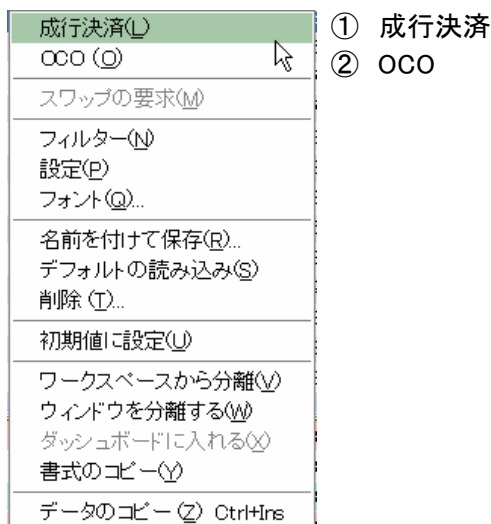 成行決済(L)
OCO (O)
スワップの要求(M)
フィルター(N)
設定(P)
フォント(Q)...
名前を付けて保存(R)...
デフォルトの読み込み(S)
削除 (T)...
初期値に設定(U)
ワークスペースから分離(V)
ウィンドウを分離する(W)
ダッシュボードに入れる(X)
書式のコピー(Y)
データのコピー (Z) Ctrl+Ins
① 成行決済
② OCO